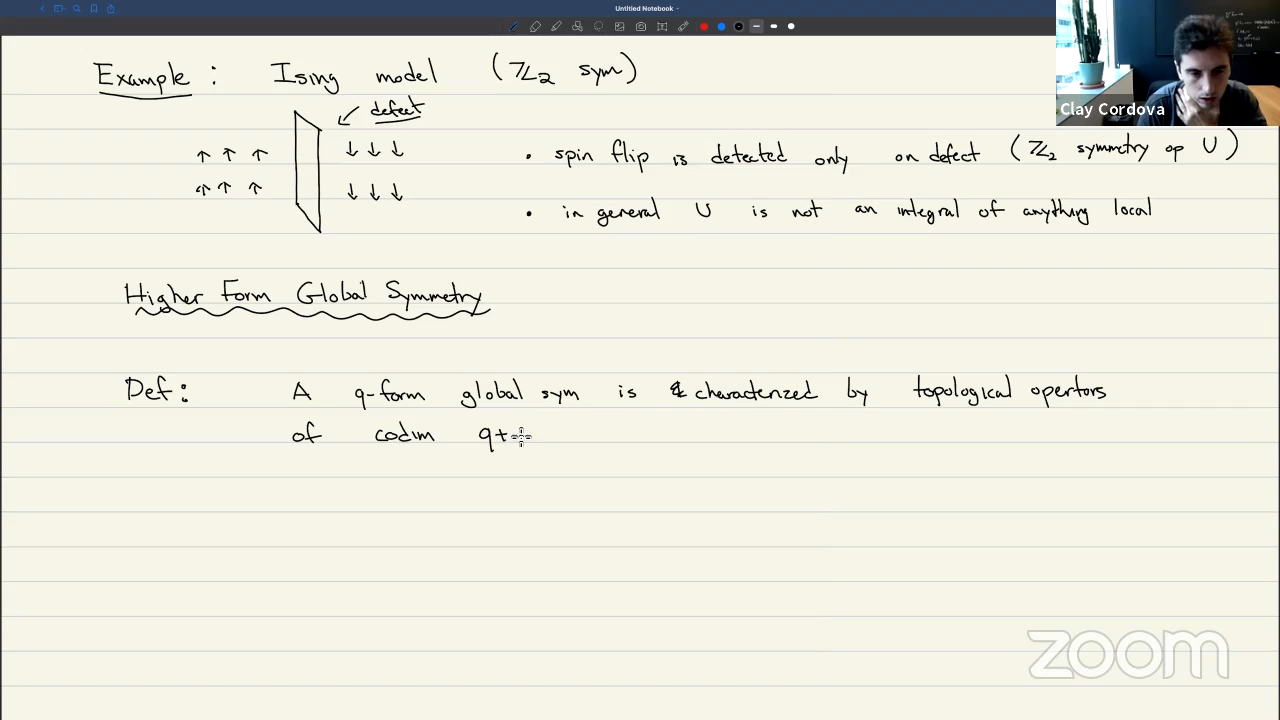 Untitled Notebook
Example : Ising model (ℤ₂ sym)
defect
• spin flip is detected only on defect (ℤ₂ symmetry op U)
• in general U is not an integral of anything local
Higher Form Global Symmetry
Def: A q-form global sym is characterized by topological opertors
of codim q+
Clay Cordova
zoom